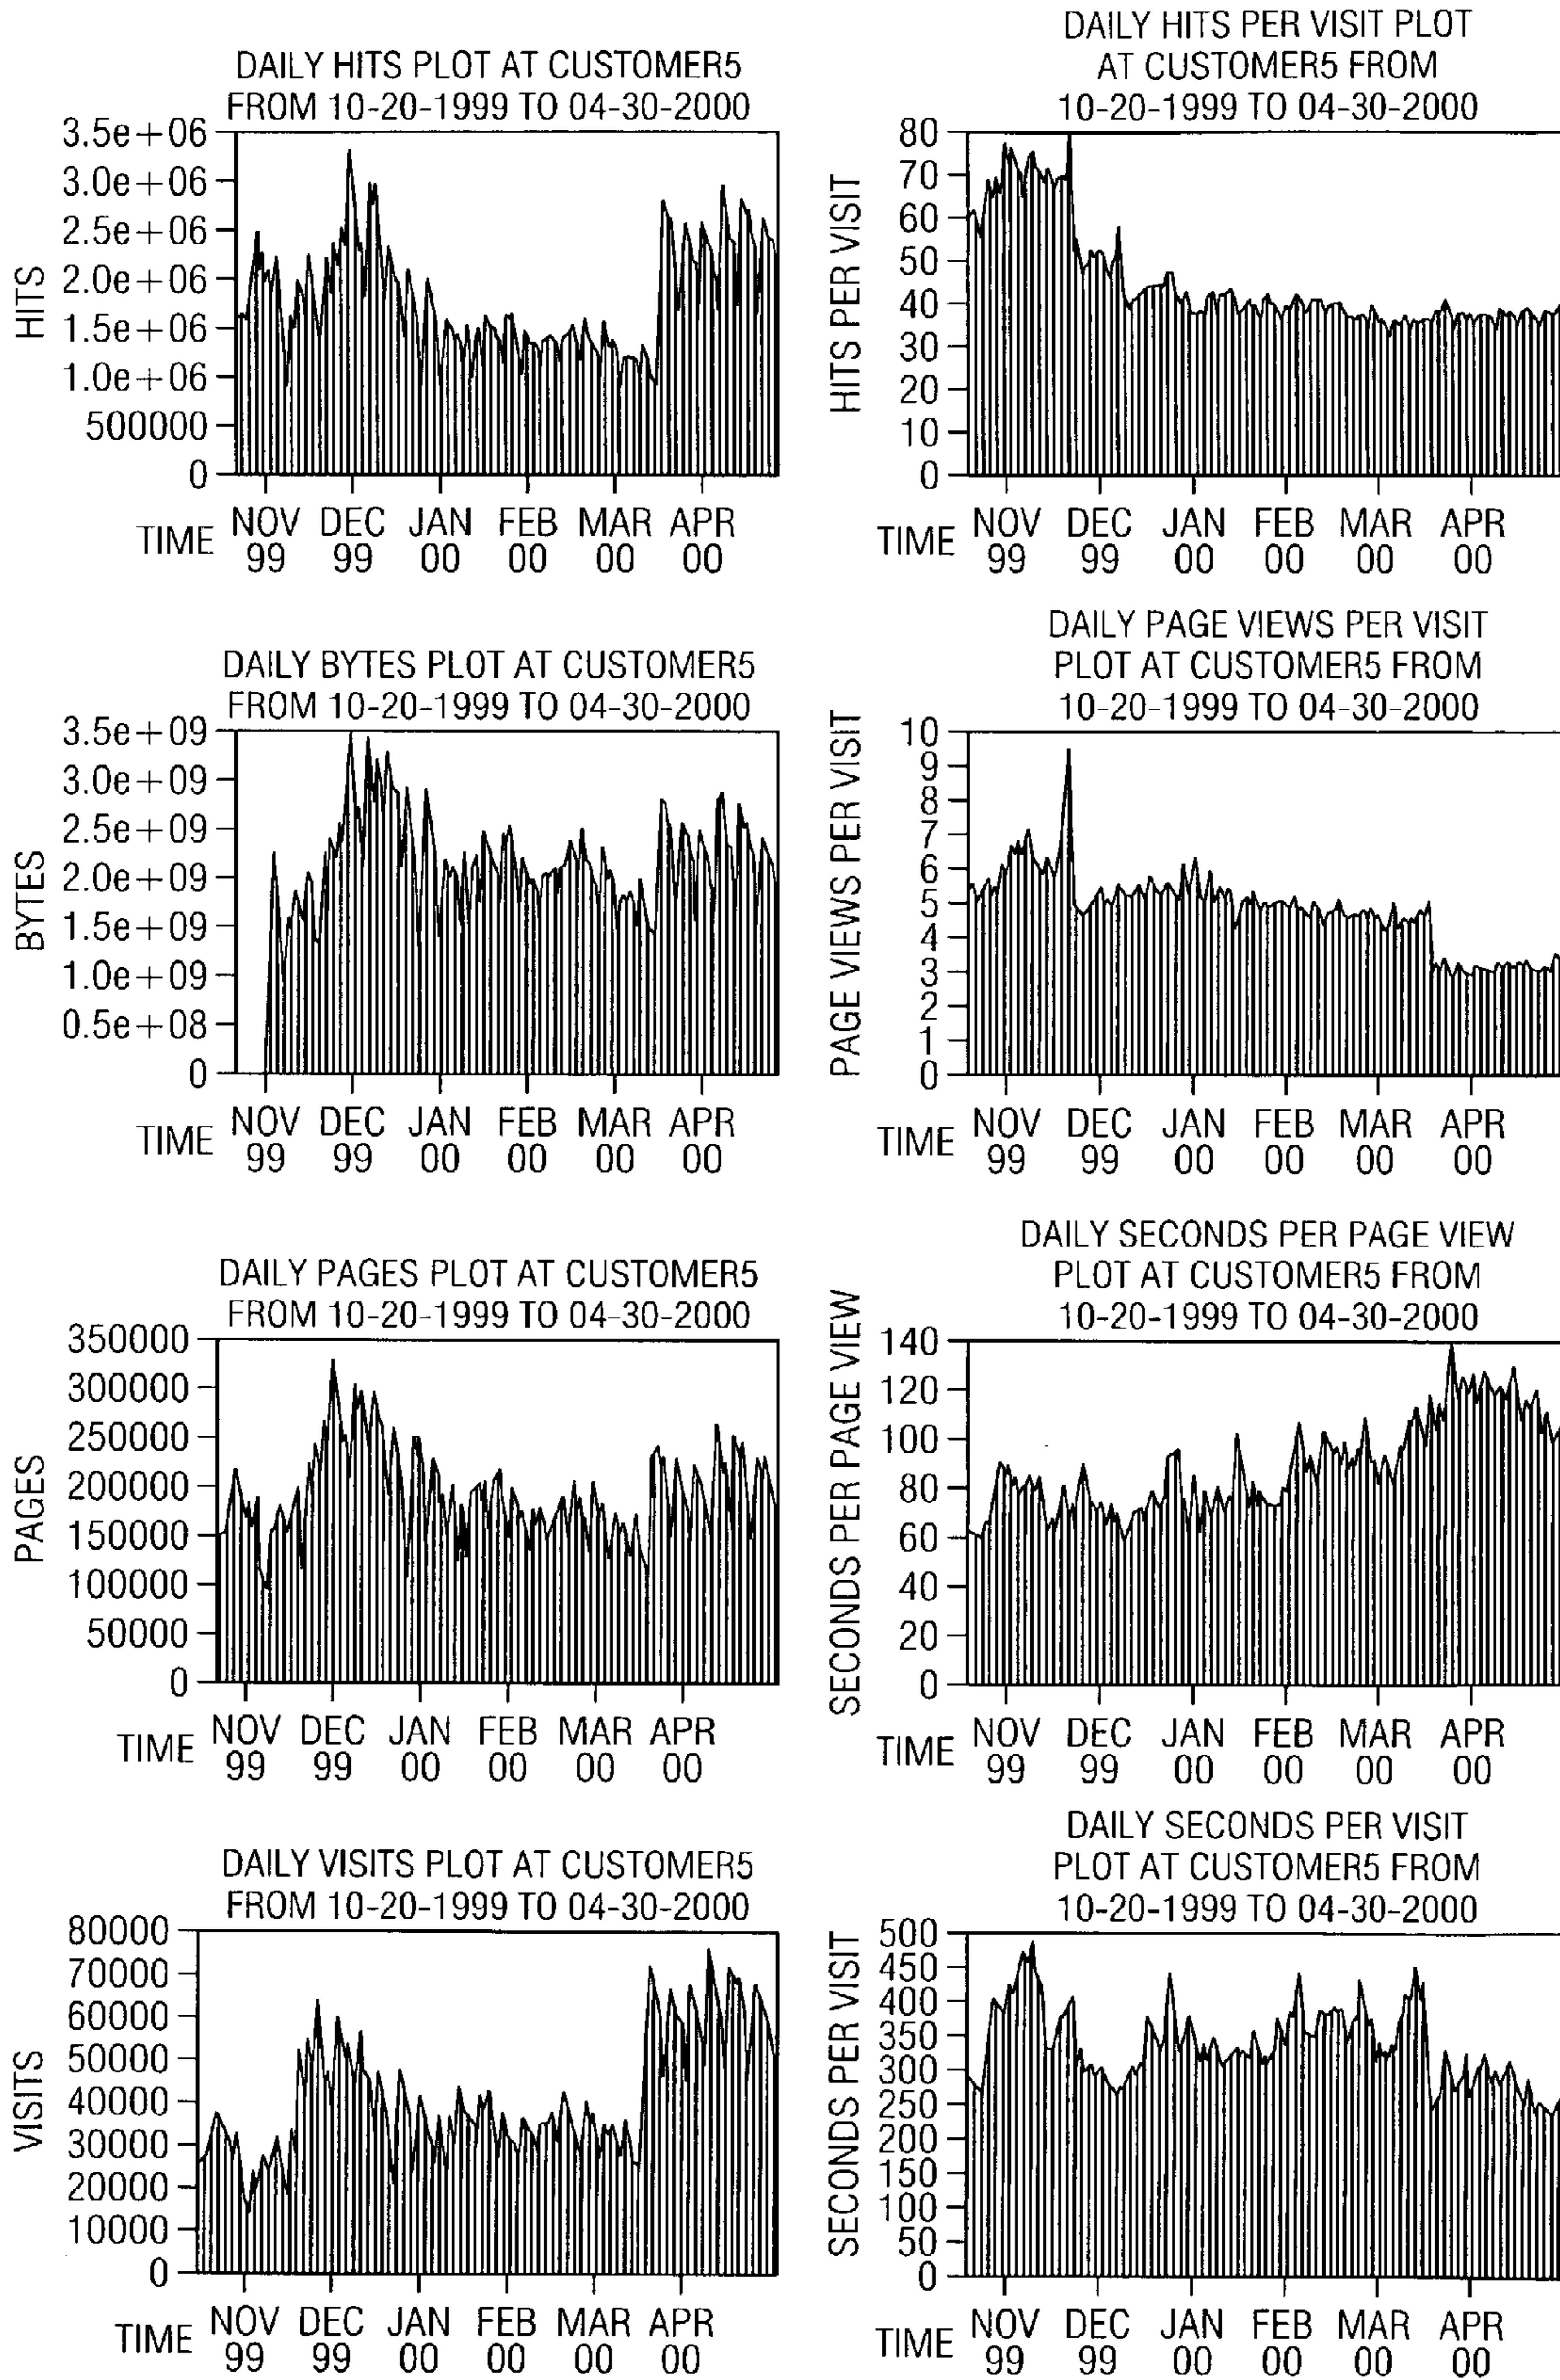 DAILY HITS PLOT AT CUSTOMER5
FROM 10-20-1999 TO 04-30-2000
3.5e+06
3.0e+06
2.5e+06
2.0e+06
1.5e+06
1.0e+06
500000
0
HITS
TIME
NOV DEC JAN FEB MAR APR
99 99 00 00 00 00
DAILY HITS PER VISIT PLOT
AT CUSTOMER5 FROM
10-20-1999 TO 04-30-2000
80
70
60
50
40
30
20
10
0
HITS PER VISIT
TIME
NOV DEC JAN FEB MAR APR
99 99 00 00 00 00
DAILY BYTES PLOT AT CUSTOMER5
FROM 10-20-1999 TO 04-30-2000
3.5e+09
3.0e+09
2.5e+09
2.0e+09
1.5e+09
1.0e+09
0.5e+08
0
BYTES
TIME
NOV DEC JAN FEB MAR APR
99 99 00 00 00 00
DAILY PAGE VIEWS PER VISIT
PLOT AT CUSTOMER5 FROM
10-20-1999 TO 04-30-2000
10
9
8
7
6
5
4
3
2
1
0
PAGE VIEWS PER VISIT
TIME
NOV DEC JAN FEB MAR APR
99 99 00 00 00 00
DAILY PAGES PLOT AT CUSTOMER5
FROM 10-20-1999 TO 04-30-2000
350000
300000
250000
200000
150000
100000
50000
0
PAGES
TIME
NOV DEC JAN FEB MAR APR
99 99 00 00 00 00
DAILY SECONDS PER PAGE VIEW
PLOT AT CUSTOMER5 FROM
10-20-1999 TO 04-30-2000
140
120
100
80
60
40
20
0
SECONDS PER PAGE VIEW
TIME
NOV DEC JAN FEB MAR APR
99 99 00 00 00 00
DAILY VISITS PLOT AT CUSTOMER5
FROM 10-20-1999 TO 04-30-2000
80000
70000
60000
50000
40000
30000
20000
10000
0
VISITS
TIME
NOV DEC JAN FEB MAR APR
99 99 00 00 00 00
DAILY SECONDS PER VISIT
PLOT AT CUSTOMER5 FROM
10-20-1999 TO 04-30-2000
500
450
400
350
300
250
200
150
100
50
0
SECONDS PER VISIT
TIME
NOV DEC JAN FEB MAR APR
99 99 00 00 00 00